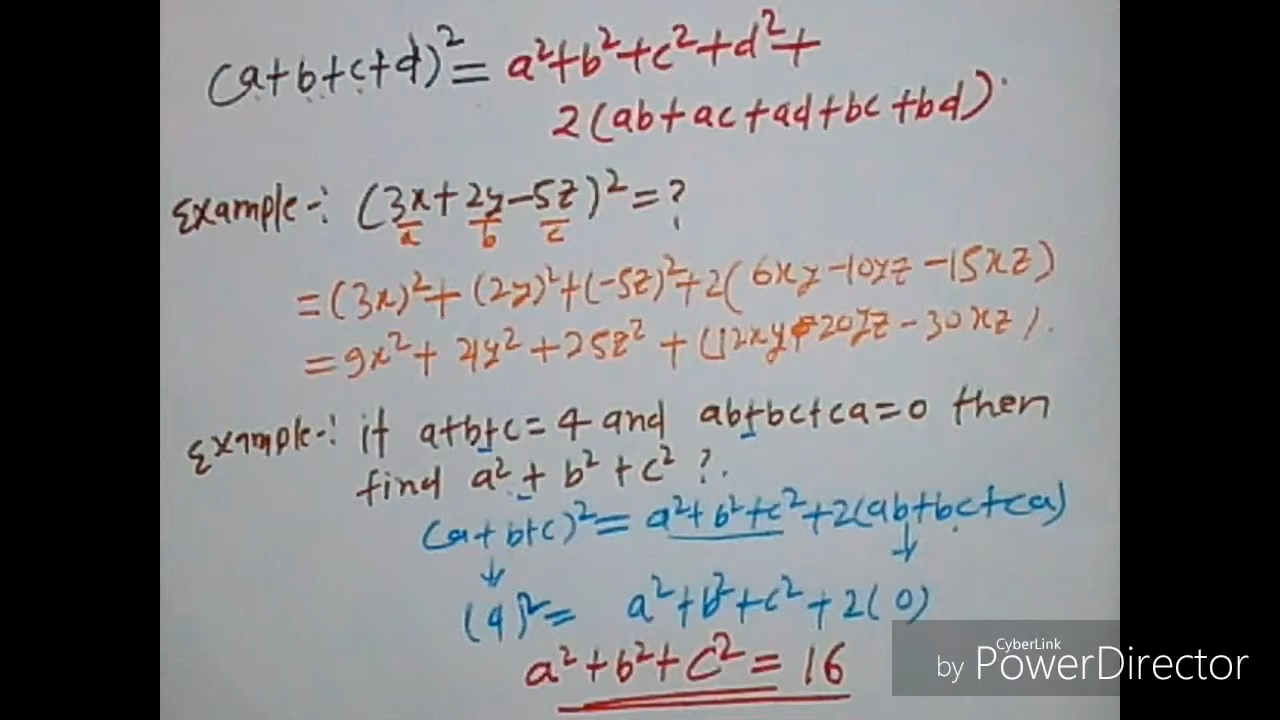 (a+b+c+d)² = a²+b²+c²+d²+
2(ab+ac+ad+bc+bd)
Example-: (3x+2y-5z)² = ?
a b c
= (3x)²+(2y)²+(-5z)²+2(6xy-10yz-15xz)
= 9x²+4y²+25z²+(12xy-20yz-30xz).
Example-: if a+b+c=4 and ab+bc+ca=0 then
find a²+b²+c² ?.
(a+b+c)² = a²+b²+c²+2(ab+bc+ca)
(4)² = a²+b²+c²+2(0)
a²+b²+c² = 16
CyberLink
by PowerDirector